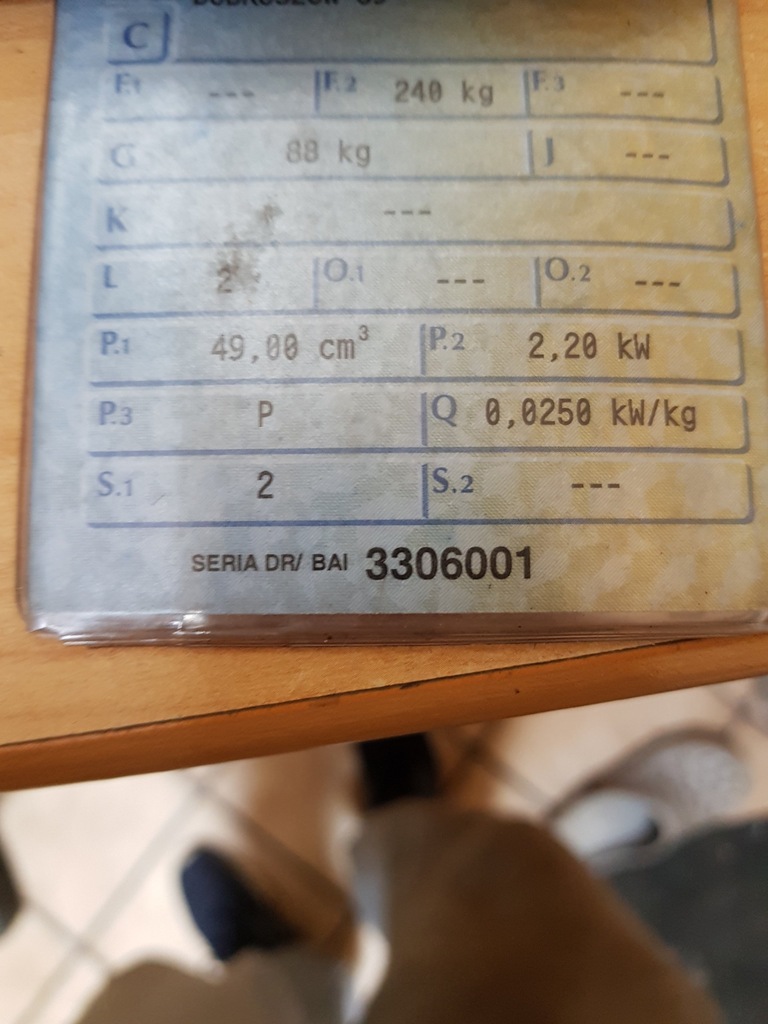 C
F.1 --- F.2 240 kg F.3 ---
G 88 kg J ---
K ---
L 2 O.1 --- O.2 ---
P.1 49,00 cm³ P.2 2,20 kW
P.3 P Q 0,0250 kW/kg
S.1 2 S.2 ---
SERIA DR/ BAI 3306001